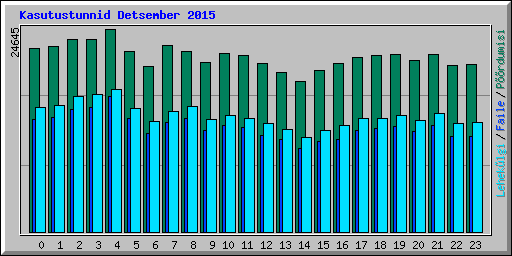 Kasutustunnid Detsember 2015
24645
Lehekülgi / Faile / Pöördumisi
0 1 2 3 4 5 6 7 8 9 10 11 12 13 14 15 16 17 18 19 20 21 22 23